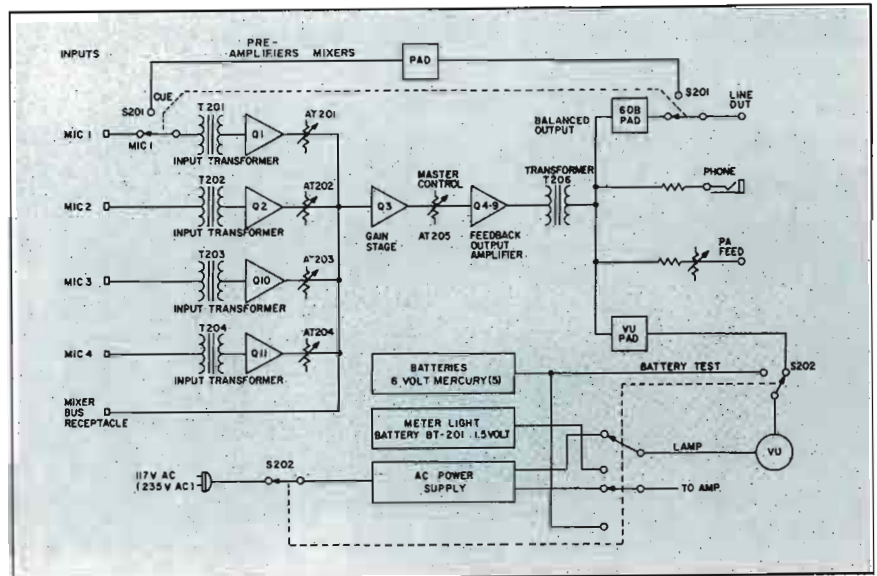 INPUTS
PRE-
AMPLIFIERS MIXERS
PAD
S201
CUE
T201
Q1
AT201
MIC 1
MIC 1
INPUT TRANSFORMER
T202
Q2
AT202
MIC 2
INPUT TRANSFORMER
T203
Q10
AT203
MIC 3
INPUT TRANSFORMER
T204
Q11
AT204
MIC 4
INPUT TRANSFORMER
MIXER
BUS
RECEPTACLE
Q3
GAIN
STAGE
MASTER
CONTROL
AT205
Q4-9
FEEDBACK
OUTPUT
AMPLIFIER
TRANSFORMER
T206
BALANCED
OUTPUT
6DB
PAD
S201
LINE
OUT
PHONE
PA
FEED
VU
PAD
BATTERY TEST
S202
VU
LAMP
TO AMP.
BATTERIES
6 VOLT MERCURY(5)
METER LIGHT
BATTERY BT-201 1.5VOLT
AC POWER
SUPPLY
S202
117V AC
(235V AC)